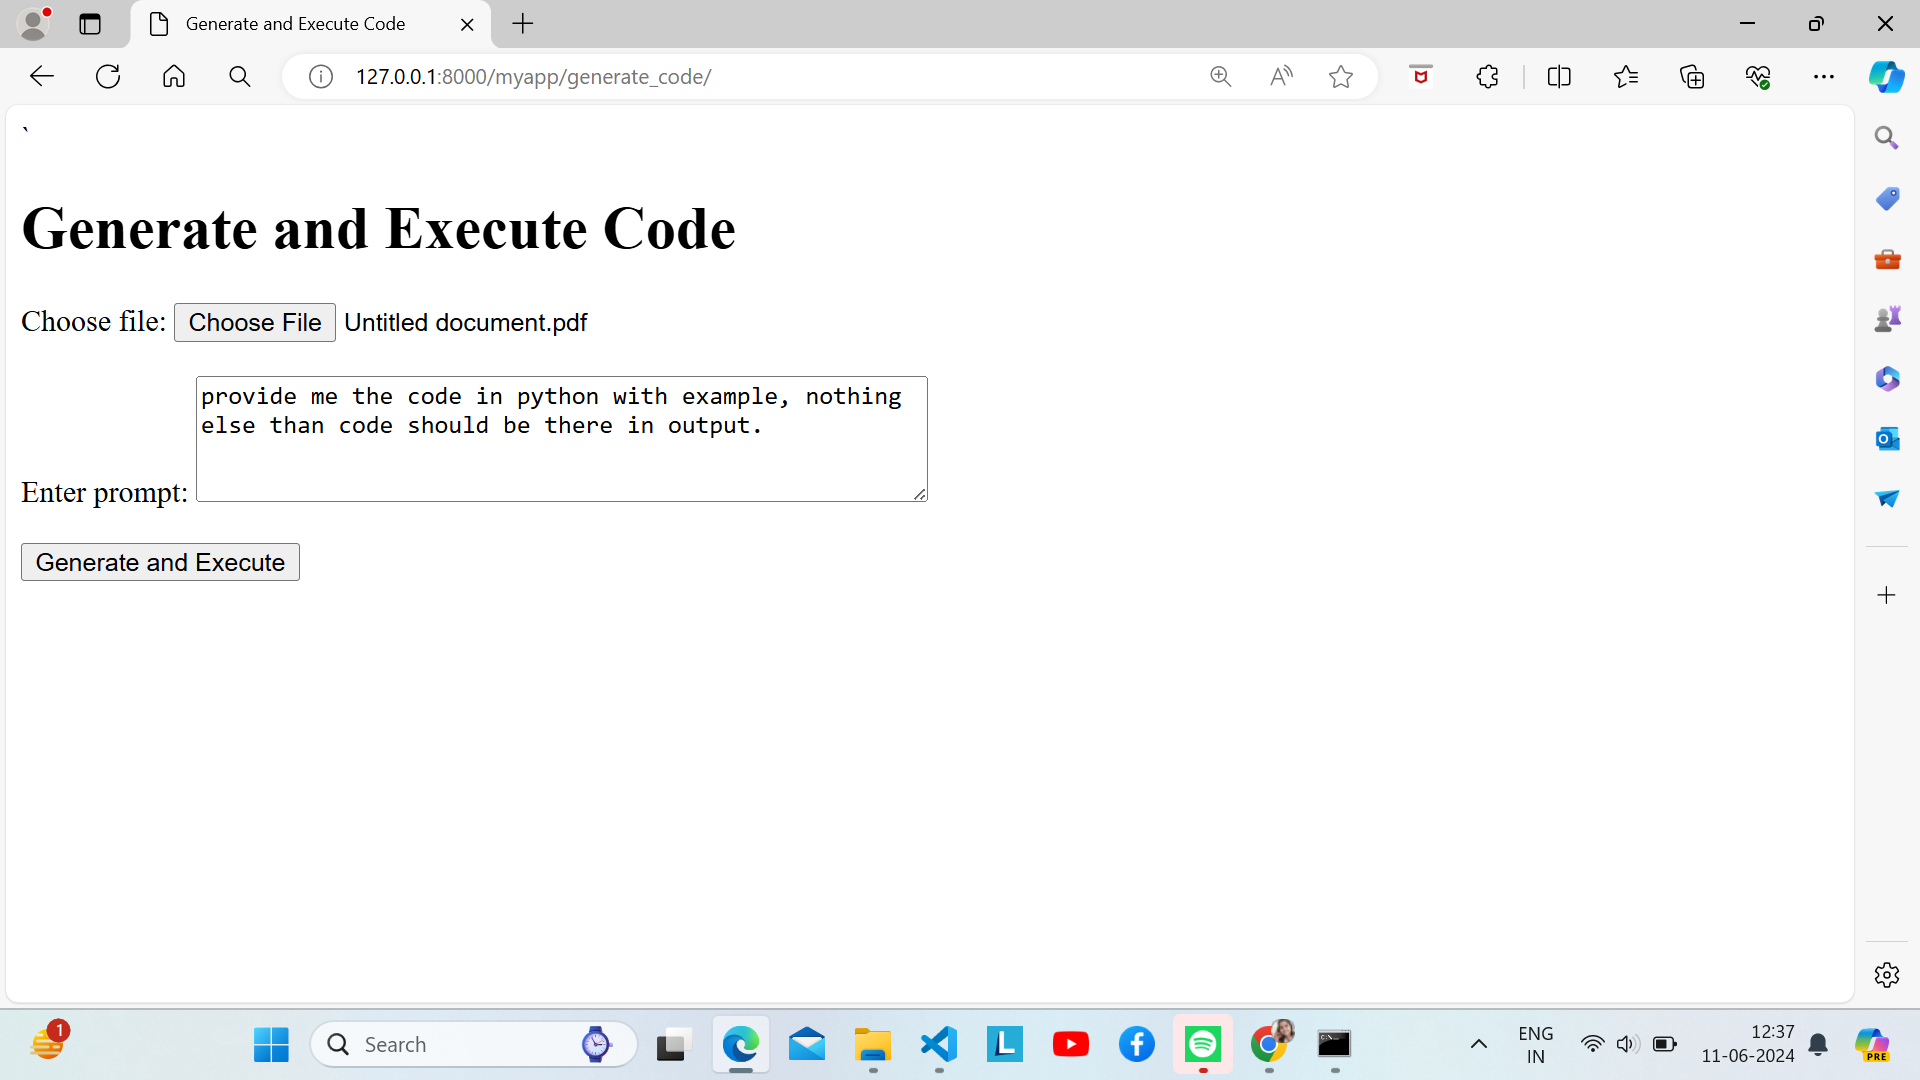 Generate and Execute Code
127.0.0.1:8000/myapp/generate_code/
`
Generate and Execute Code
Choose file: Choose File Untitled document.pdf
provide me the code in python with example, nothing
else than code should be there in output.
Enter prompt:
Generate and Execute
1
Search
L
ENG
IN
12:37
11-06-2024
PRE